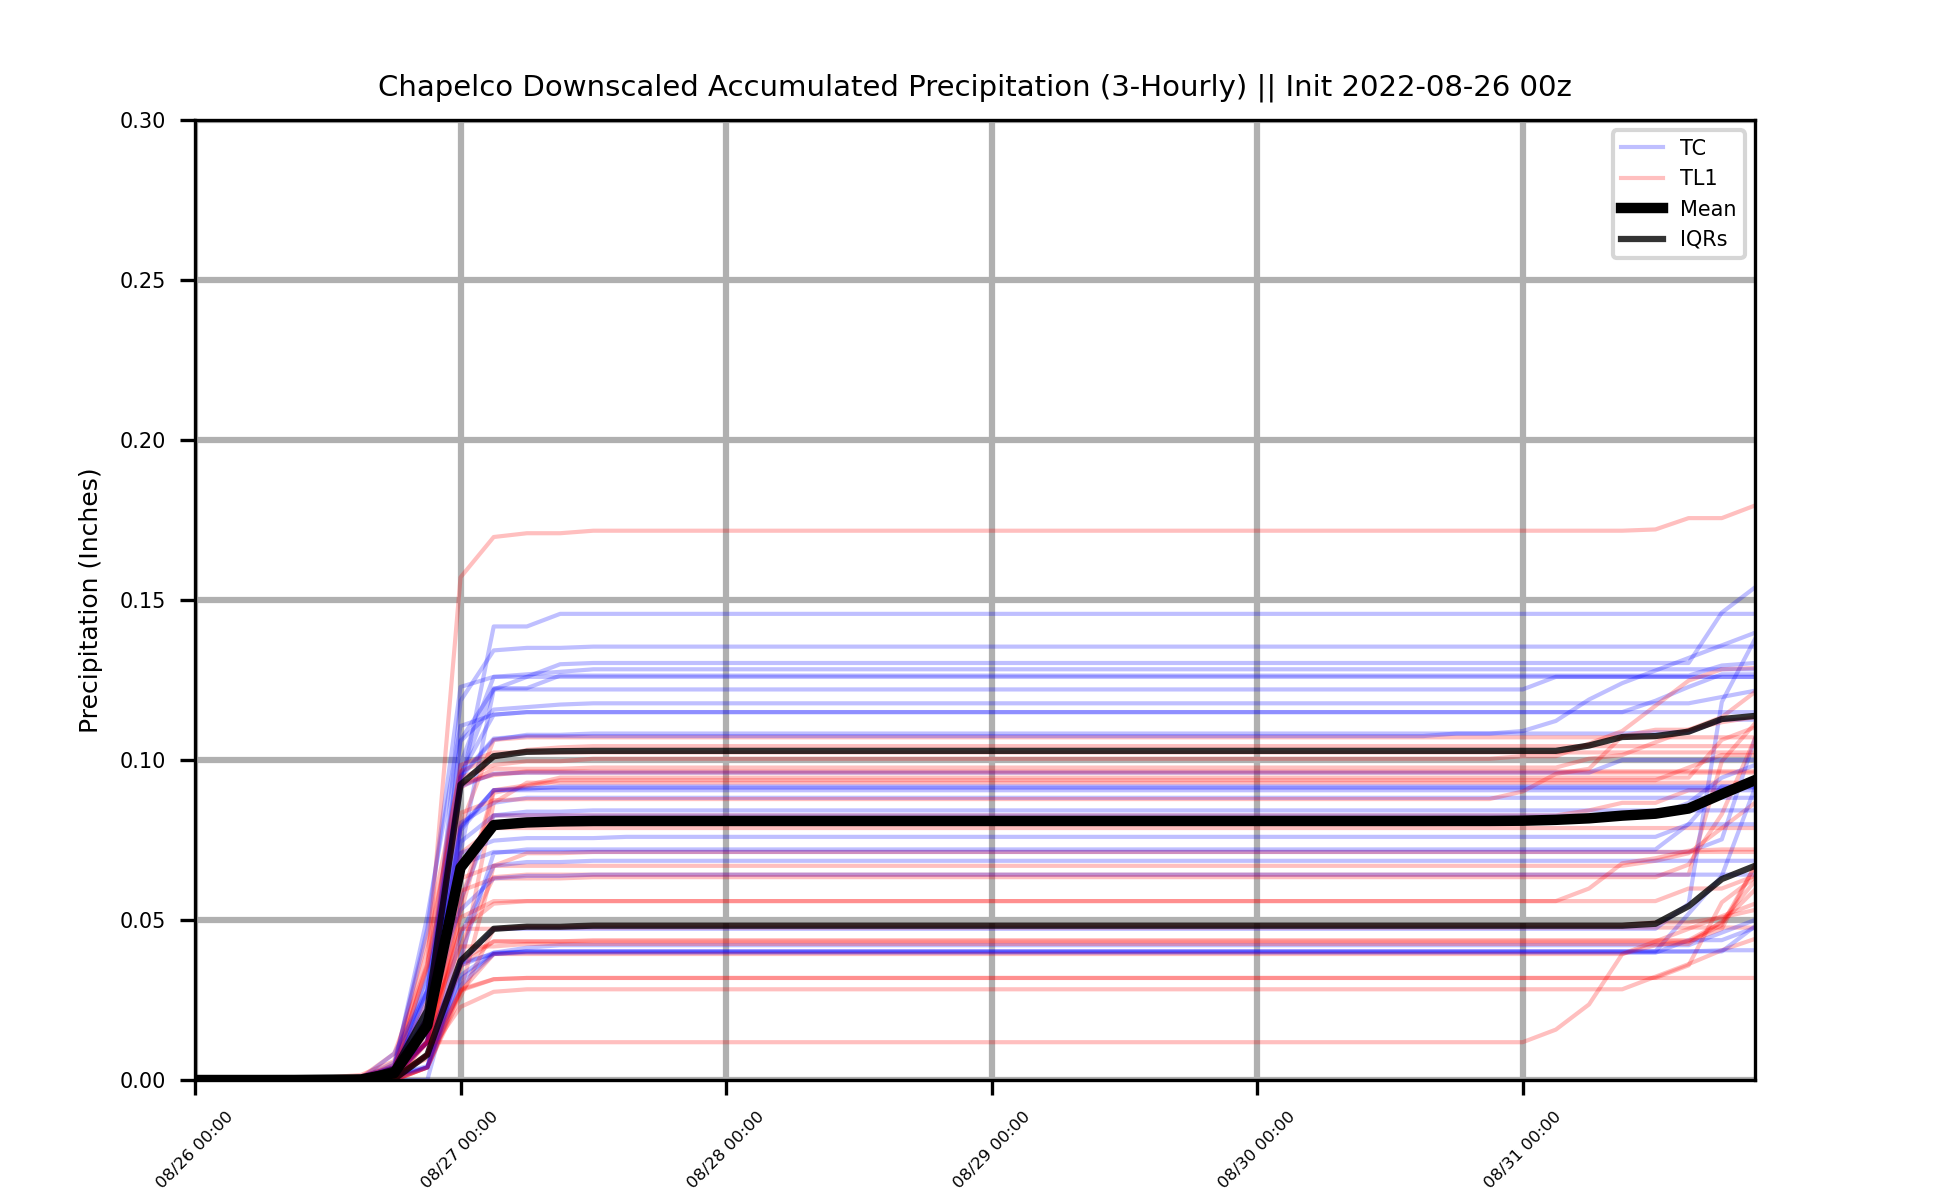 Chapelco Downscaled Accumulated Precipitation (3-Hourly) || Init 2022-08-26 00z
TC
TL1
Mean
IQRs
Precipitation (Inches)
0.30
0.25
0.20
0.15
0.10
0.05
0.00
08/26 00:00
08/27 00:00
08/28 00:00
08/29 00:00
08/30 00:00
08/31 00:00